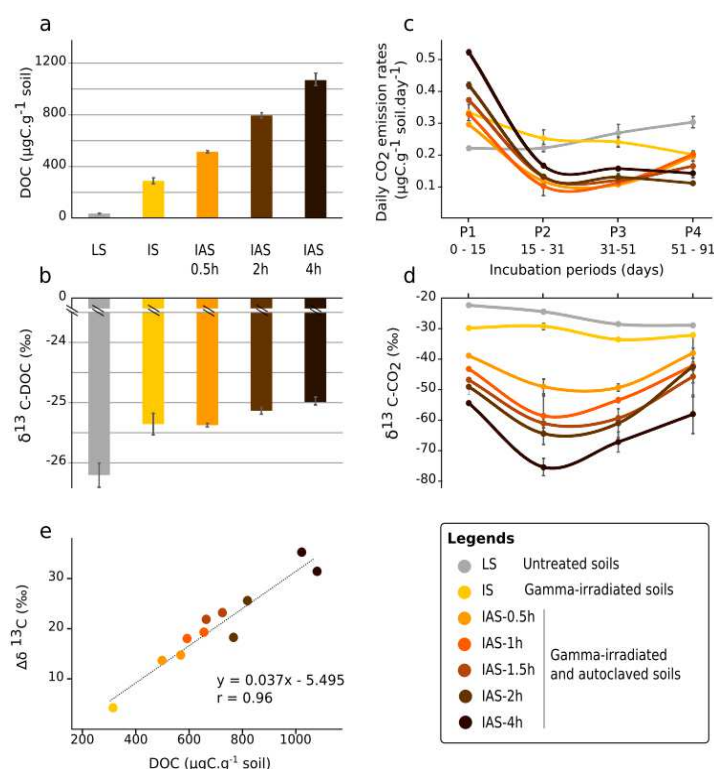 a
DOC (µgC.g⁻¹ soil)
1200
800
400
0
LS
IS
IAS
0.5h
IAS
2h
IAS
4h
b
δ¹³ C-DOC (‰)
0
-24
-25
-26
c
Daily CO₂ emission rates
(µgC.g⁻¹ soil.day⁻¹)
0.5
0.4
0.3
0.2
0.1
P1
P2
P3
P4
0 - 15
15 - 31
31-51
51 - 91
Incubation periods (days)
d
δ¹³ C-CO₂ (‰)
-20
-30
-40
-50
-60
-70
-80
e
Δδ ¹³C (‰)
30
20
10
y = 0.037x - 5.495
r = 0.96
200
400
600
800
1000
DOC (µgC.g⁻¹ soil)
Legends
LS Untreated soils
IS Gamma-irradiated soils
IAS-0.5h
IAS-1h
IAS-1.5h
IAS-2h
IAS-4h
Gamma-irradiated
and autoclaved soils